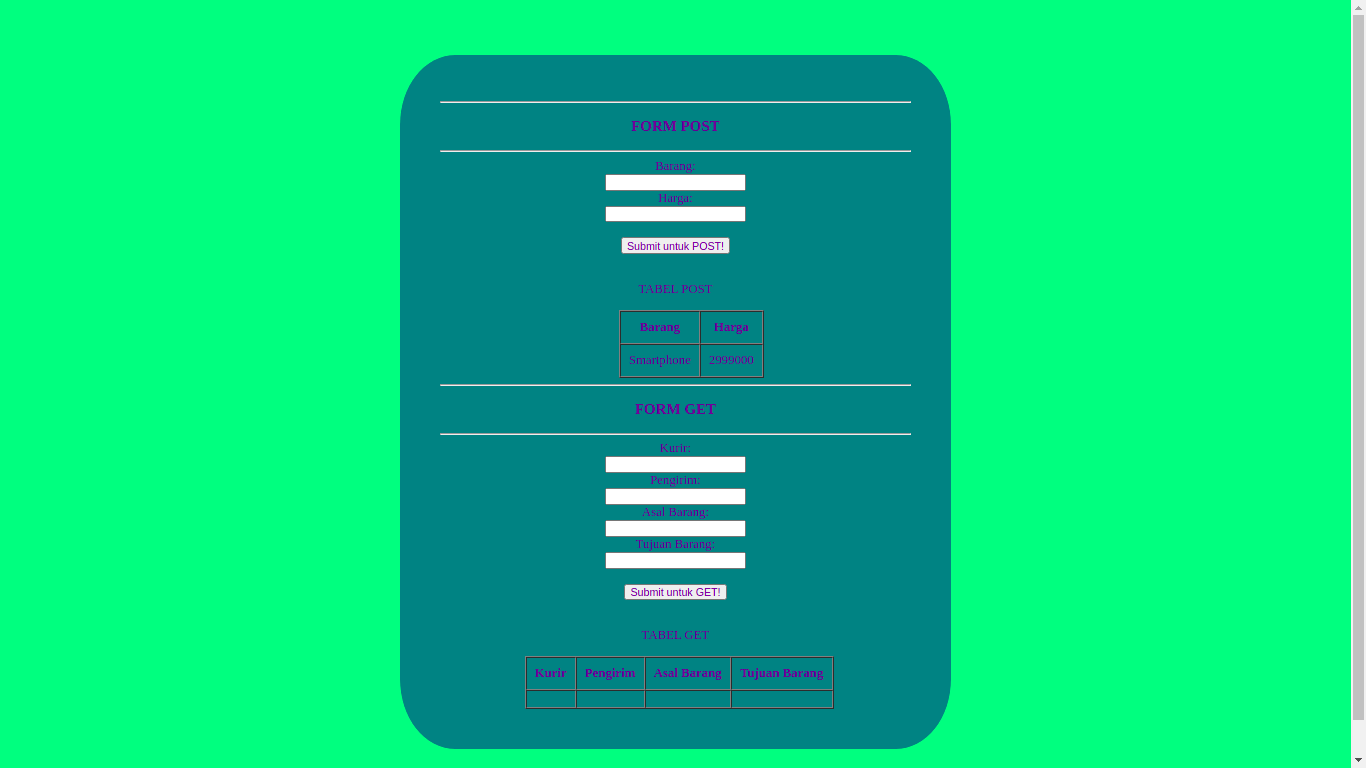 FORM POST
Barang:
Harga:
Submit untuk POST!
TABEL POST
Barang Harga
Smartphone 2999000
FORM GET
Kurir:
Pengirim:
Asal Barang:
Tujuan Barang:
Submit untuk GET!
TABEL GET
Kurir Pengirim Asal Barang Tujuan Barang